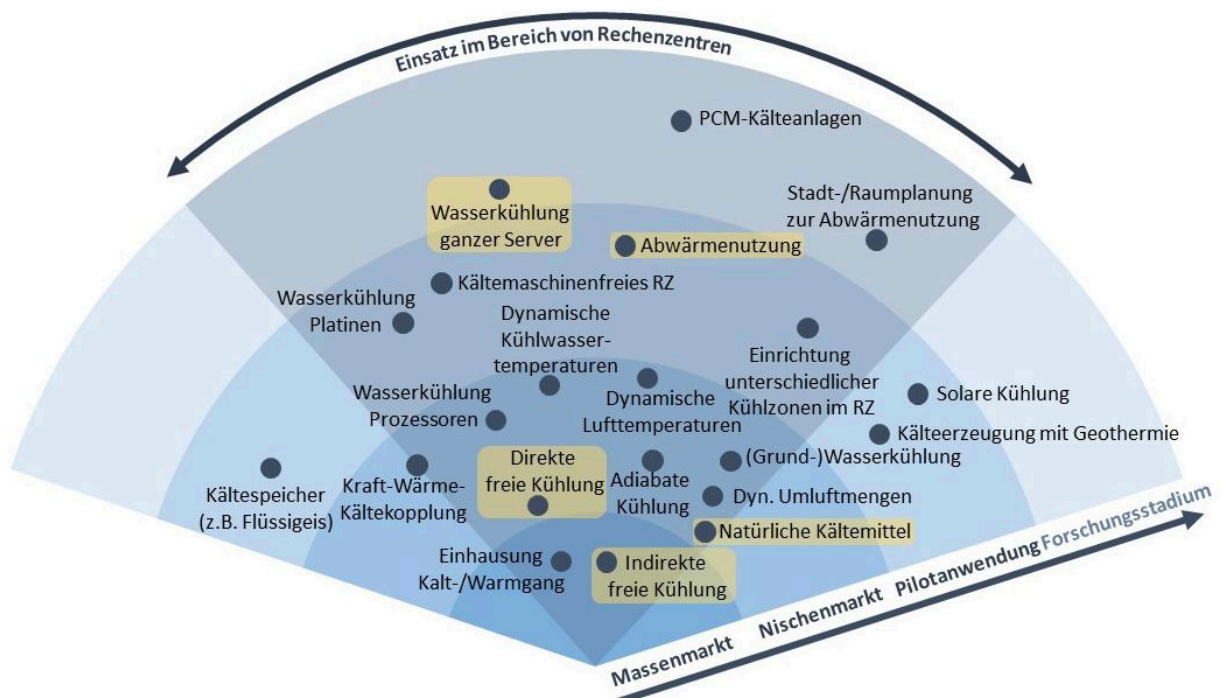 Einsatz im Bereich von Rechenzentren
PCM-Kälteanlagen
Wasserkühlung
ganzer Server
Stadt-/Raumplanung
zur Abwärmenutzung
Abwärmenutzung
Kältemaschinenfreies RZ
Wasserkühlung
Platinen
Dynamische
Kühlwasser-
temperaturen
Einrichtung
unterschiedlicher
Kühlzonen im RZ
Wasserkühlung
Prozessoren
Dynamische
Lufttemperaturen
Solare Kühlung
Kälteerzeugung mit Geothermie
Kältespeicher
(z.B. Flüssigeis)
Kraft-Wärme-
Kältekopplung
Direkte
freie Kühlung
Adiabate
Kühlung
(Grund-)Wasserkühlung
Dyn. Umluftmengen
Natürliche Kältemittel
Einhausung
Kalt-/Warmgang
Indirekte
freie Kühlung
Massenmarkt Nischenmarkt Pilotanwendung Forschungsstadium